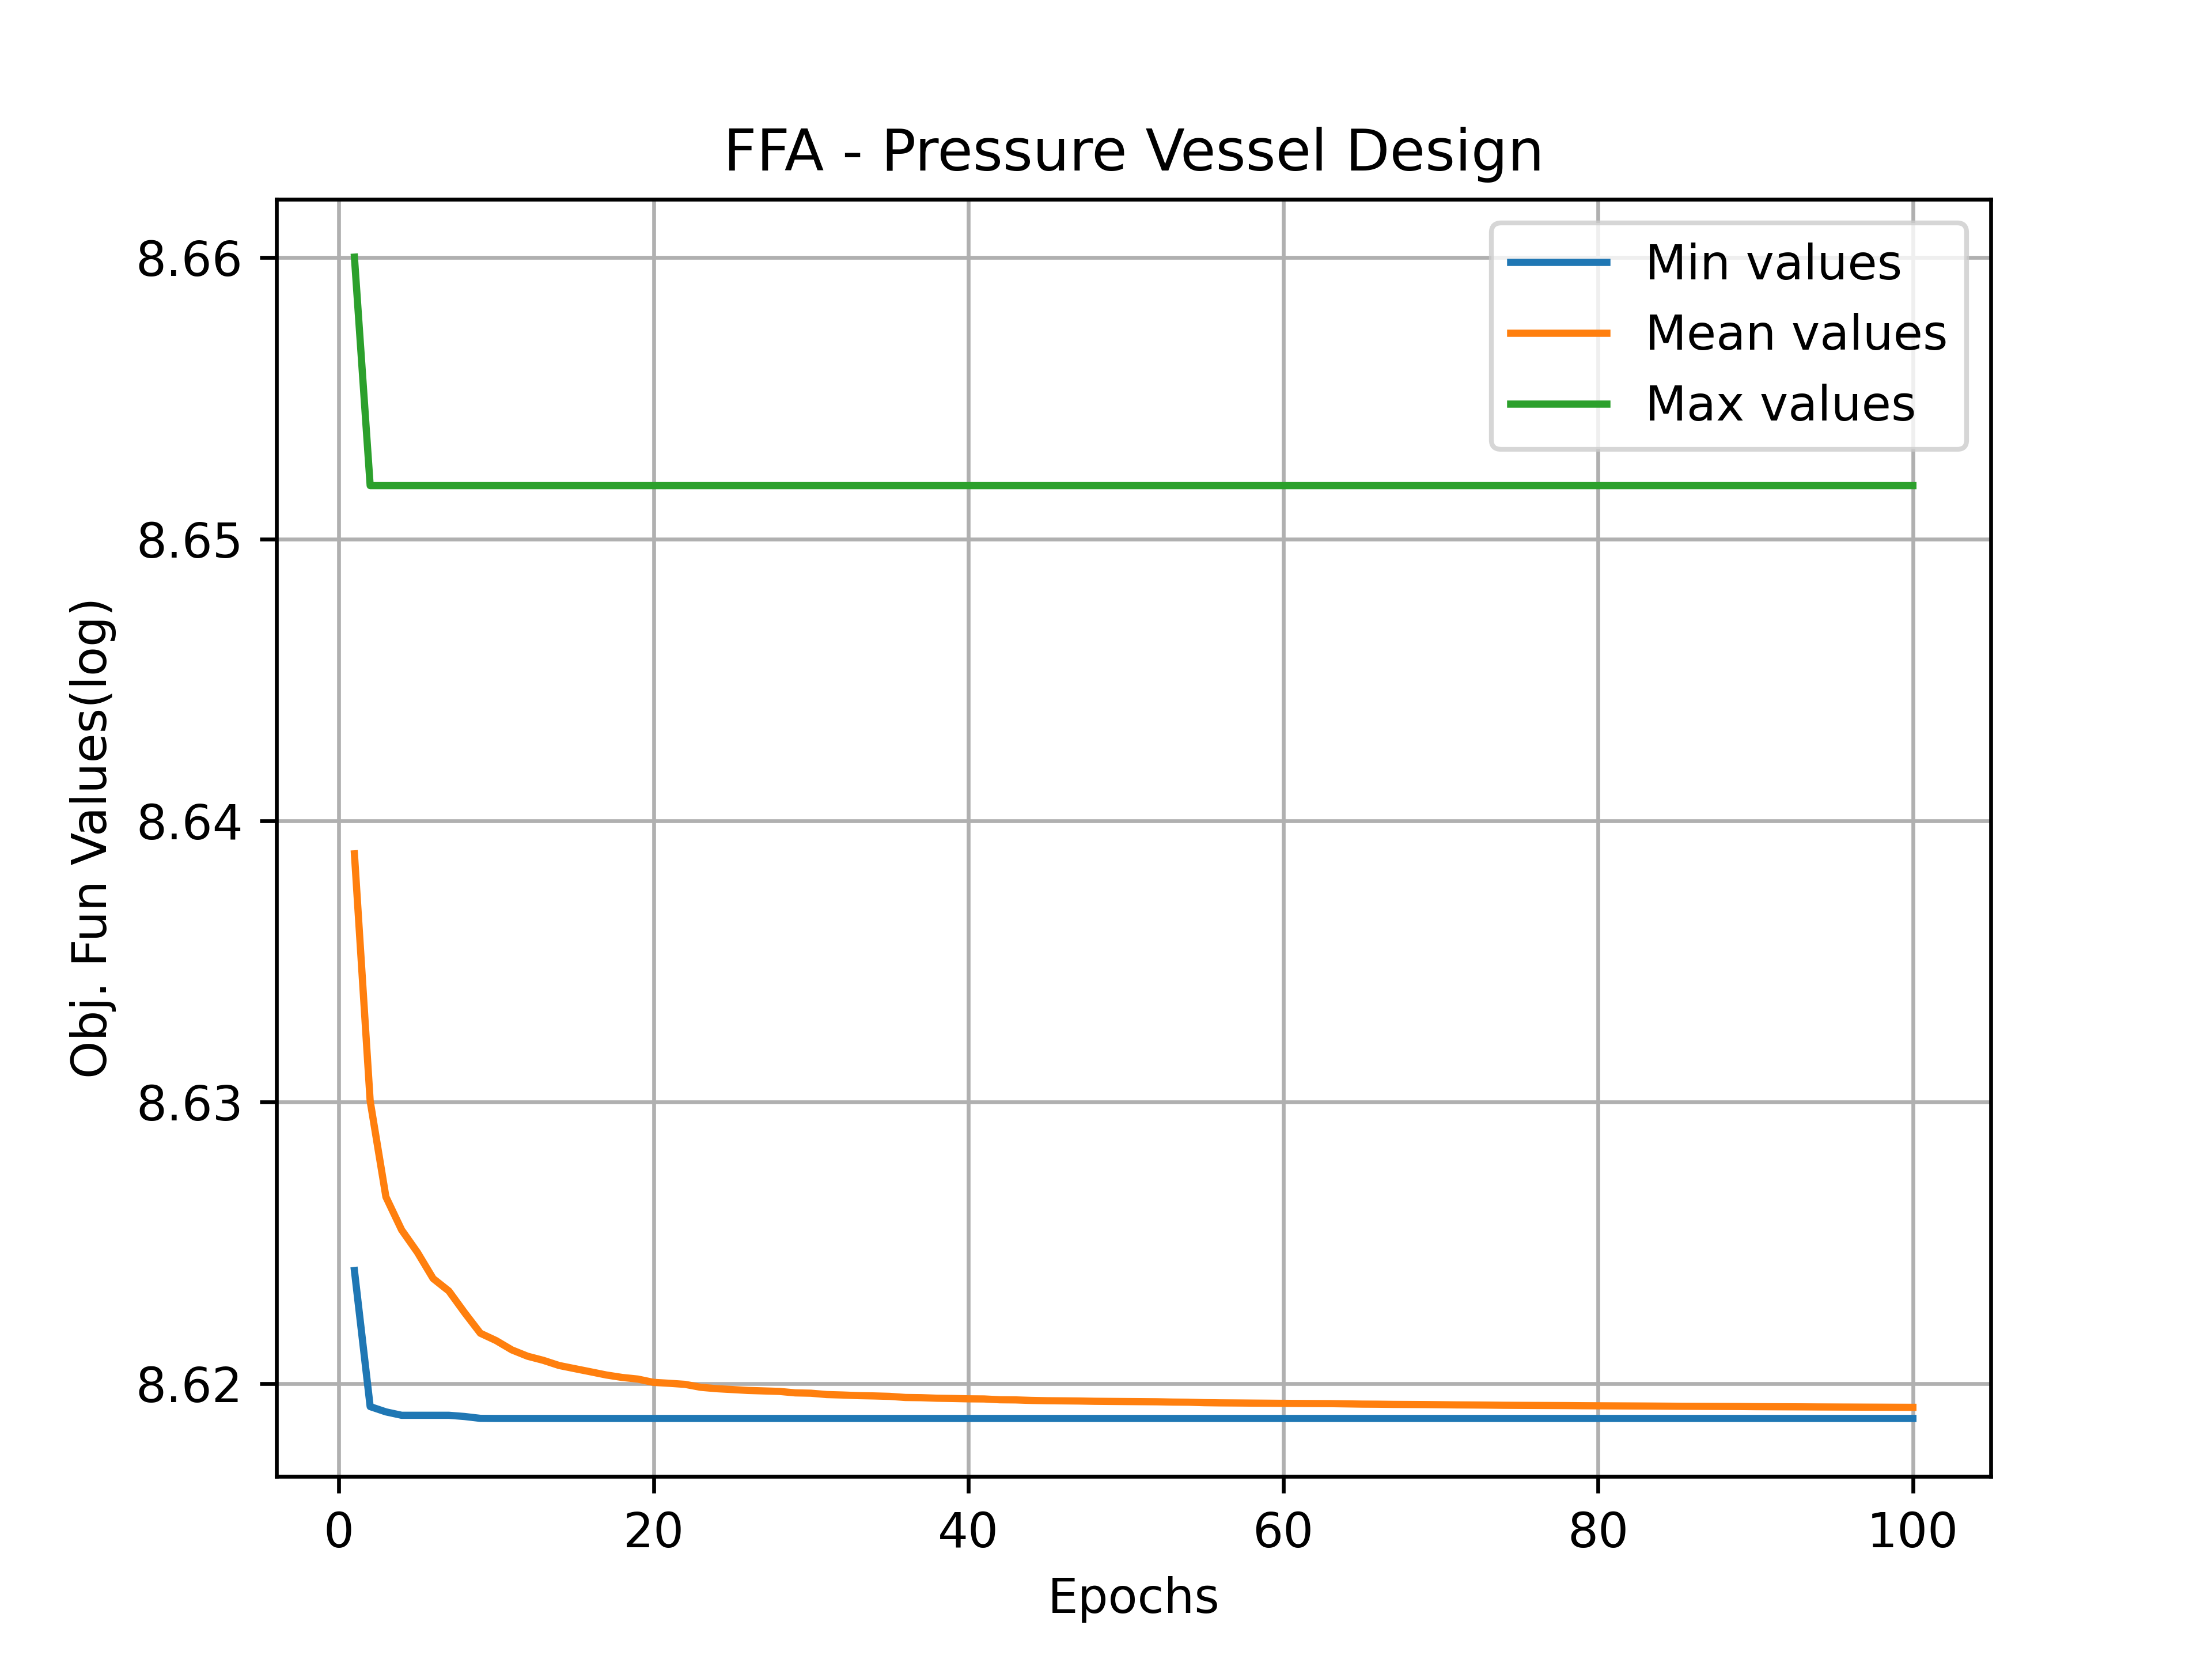 FFA - Pressure Vessel Design
Min values
Mean values
Max values
8.66
8.65
8.64
8.63
8.62
Obj. Fun Values(log)
0 20 40 60 80 100
Epochs